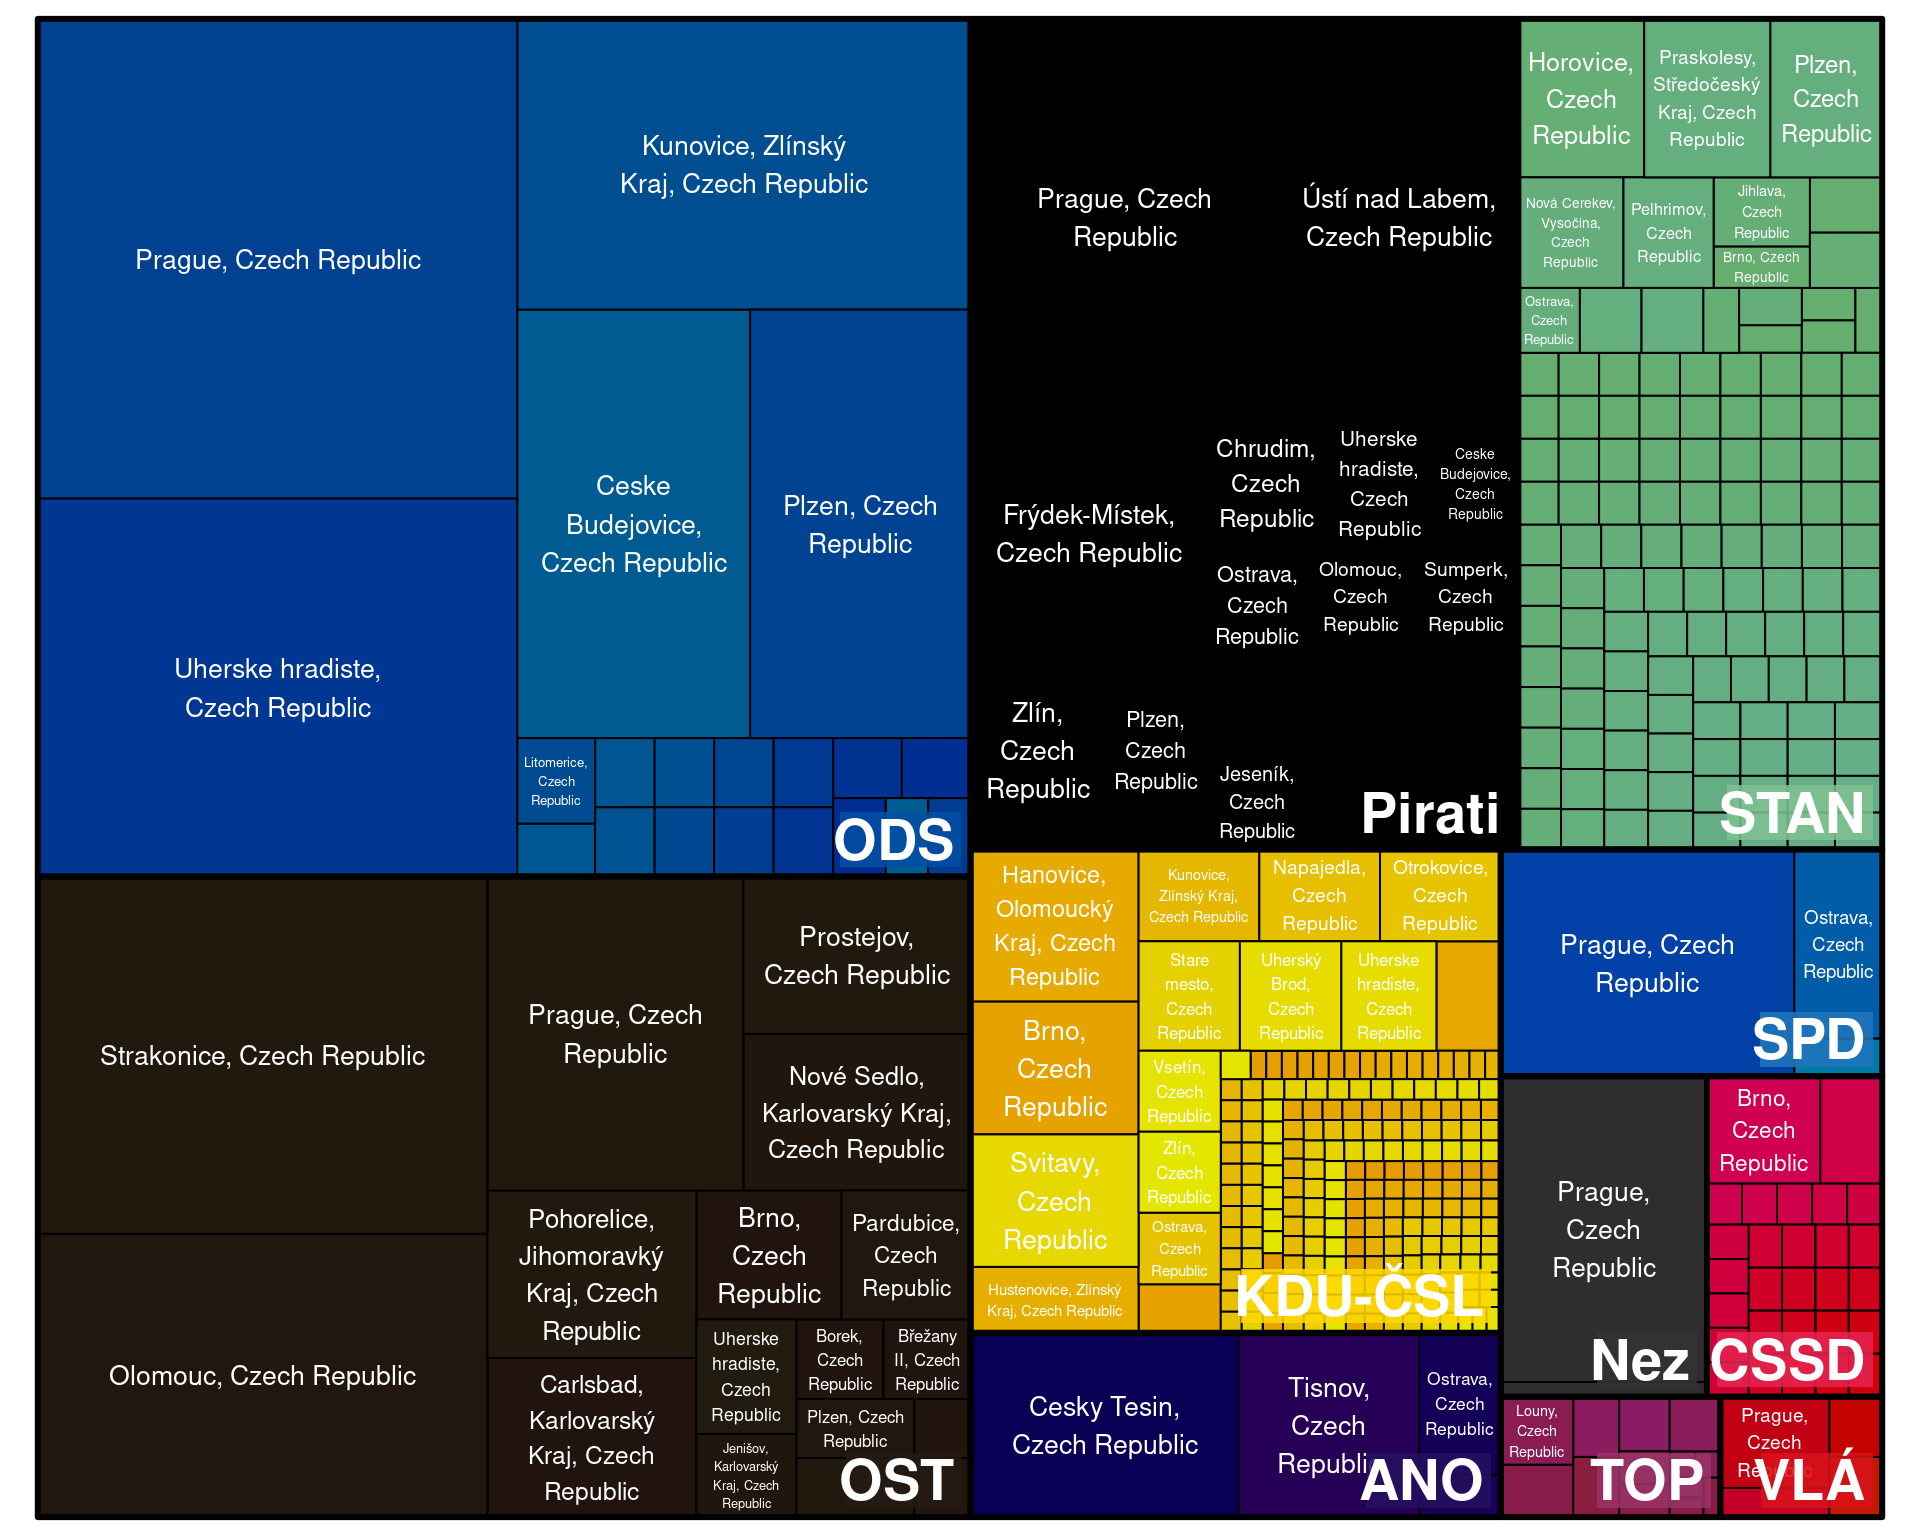 Prague, Czech Republic
Kunovice, Zlínský
Kraj, Czech Republic
Uherske hradiste,
Czech Republic
Ceske
Budejovice,
Czech Republic
Plzen, Czech
Republic
Litomerice,
Czech
Republic
ODS
Prague, Czech
Republic
Ústí nad Labem,
Czech Republic
Frýdek-Místek,
Czech Republic
Chrudim,
Czech
Republic
Uherske
hradiste,
Czech
Republic
Ceske
Budejovice,
Czech
Republic
Ostrava,
Czech
Republic
Olomouc,
Czech
Republic
Sumperk,
Czech
Republic
Zlín,
Czech
Republic
Plzen,
Czech
Republic
Jeseník,
Czech
Republic
Pirati
Horovice,
Czech
Republic
Praskolesy,
Středočeský
Kraj, Czech
Republic
Plzen,
Czech
Republic
Nová Cerekev,
Vysočina,
Czech
Republic
Pelhrimov,
Czech
Republic
Jihlava,
Czech
Republic
Brno, Czech
Republic
Ostrava,
Czech
Republic
STAN
Strakonice, Czech Republic
Olomouc, Czech Republic
Prague, Czech
Republic
Prostejov,
Czech Republic
Nové Sedlo,
Karlovarský Kraj,
Czech Republic
Pohorelice,
Jihomoravký
Kraj, Czech
Republic
Carlsbad,
Karlovarský
Kraj, Czech
Republic
Brno,
Czech
Republic
Pardubice,
Czech
Republic
Uherske
hradiste,
Czech
Republic
Borek,
Czech
Republic
Břežany
II, Czech
Republic
Plzen, Czech
Republic
Jenišov,
Karlovarský
Kraj, Czech
Republic
OST
Hanovice,
Olomoucký
Kraj, Czech
Republic
Brno,
Czech
Republic
Svitavy,
Czech
Republic
Hustenovice, Zlínský
Kraj, Czech Republic
Kunovice,
Zlínský Kraj,
Czech Republic
Napajedla,
Czech
Republic
Otrokovice,
Czech
Republic
Stare
mesto,
Czech
Republic
Uherský
Brod,
Czech
Republic
Uherske
hradiste,
Czech
Republic
Vsetín,
Czech
Republic
Zlín,
Czech
Republic
Ostrava,
Czech
Republic
KDU-ČSL
Cesky Tesin,
Czech Republic
Tisnov,
Czech
Republic
Ostrava,
Czech
Republic
ANO
Prague, Czech
Republic
Ostrava,
Czech
Republic
SPD
Prague,
Czech
Republic
Nez
Brno,
Czech
Republic
CSSD
Louny,
Czech
Republic
TOP
Prague,
Czech
Republic
VLÁ